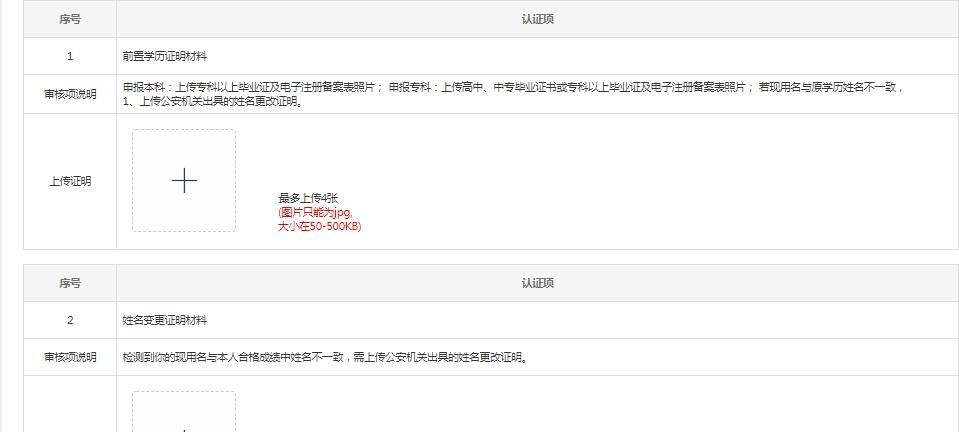 序号 认证项
1 前置学历证明材料
审核项说明 申报本科：上传专科以上毕业证及电子注册备案表照片； 申报专科：上传高中、中专毕业证书或专科以上毕业证及电子注册备案表照片； 若现用名与原学历姓名不一致，
1、上传公安机关出具的姓名更改证明。
上传证明
最多上传4张
(图片只能为jpg,
大小在50-500KB)
序号 认证项
2 姓名变更证明材料
审核项说明 检测到你的现用名与本人合格成绩中姓名不一致，需上传公安机关出具的姓名更改证明。